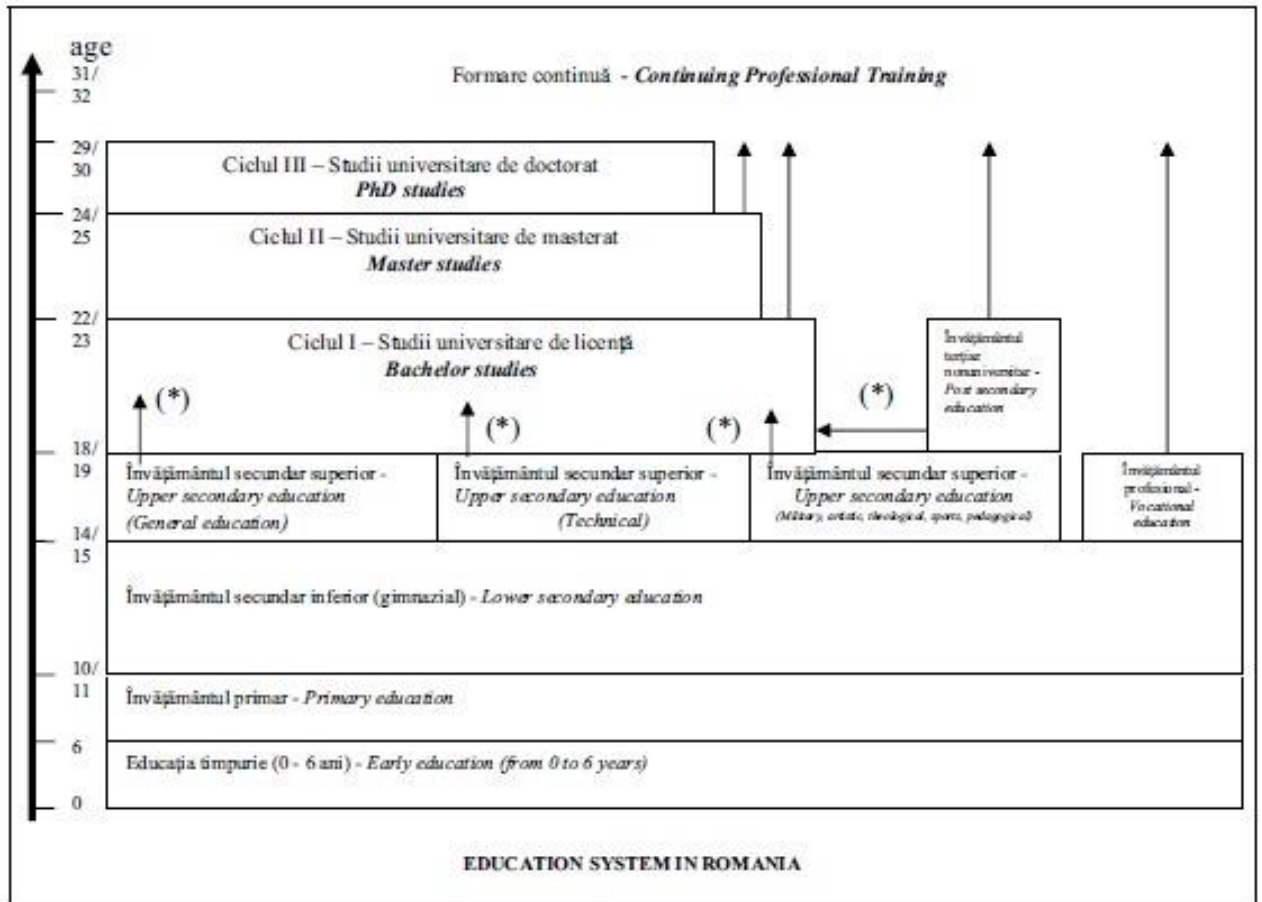 age
31/
32
Formare continuă - Continuing Professional Training
29/
30
Ciclul III – Studii universitare de doctorat
PhD studies
24/
25
Ciclul II – Studii universitare de masterat
Master studies
22/
23
Ciclul I – Studii universitare de licență
Bachelor studies
Învățământul
terțiar
nonuniversitar -
Post secondary
education
(*)
(*)
(*)
(*)
18/
19
Învățământul secundar superior -
Upper secondary education
(General education)
Învățământul secundar superior -
Upper secondary education
(Technical)
Învățământul secundar superior -
Upper secondary education
(Military, artistic, theological, sports, pedagogical)
Învățământul
profesional -
Vocational
education
14/
15
Învățământul secundar inferior (gimnazial) - Lower secondary education
10/
11
Învățământul primar - Primary education
6
Educația timpurie (0 - 6 ani) - Early education (from 0 to 6 years)
0
EDUCATION SYSTEM IN ROMANIA